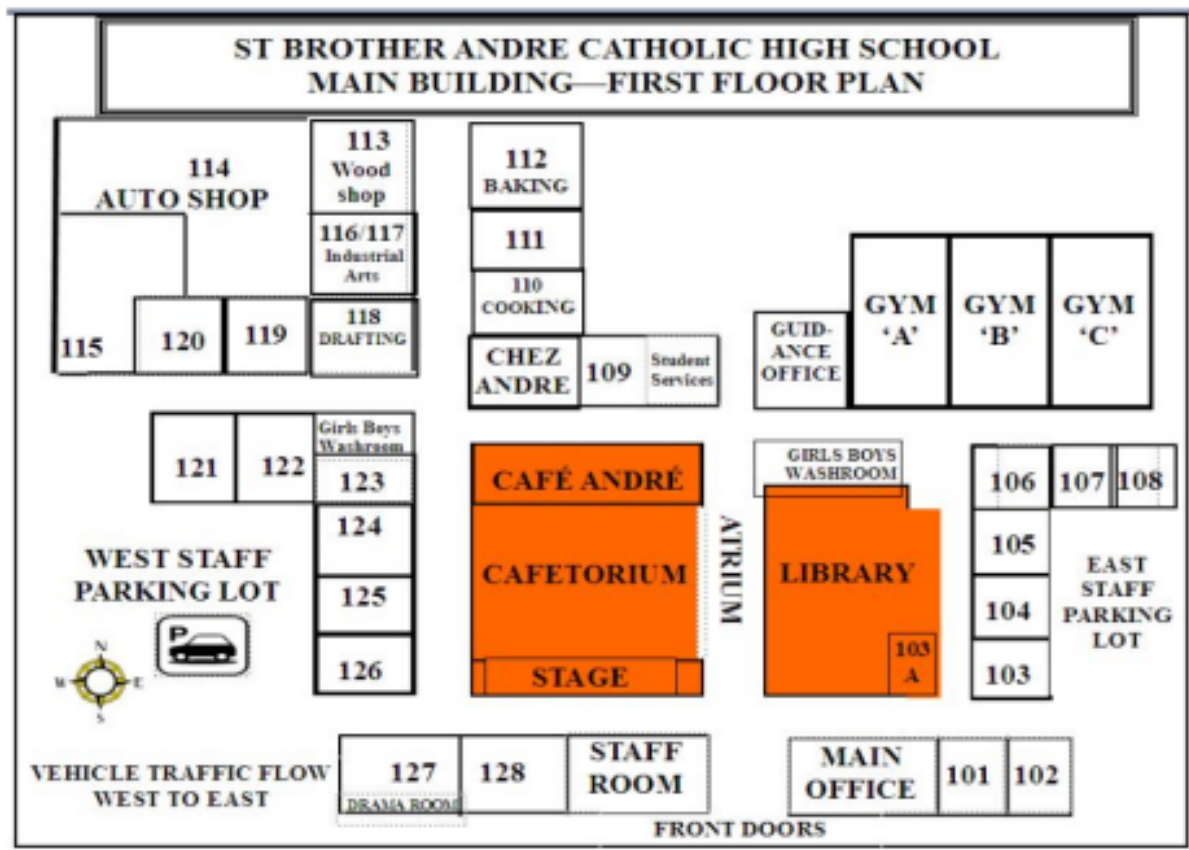 ST BROTHER ANDRE CATHOLIC HIGH SCHOOL
MAIN BUILDING—FIRST FLOOR PLAN
114
AUTO SHOP
113
Wood
shop
116/117
Industrial
Arts
115
120
119
118
DRAFTING
112
BAKING
111
110
COOKING
CHEZ
ANDRE
109
Student
Services
GUID-
ANCE
OFFICE
GYM
‘A’
GYM
‘B’
GYM
‘C’
121
122
Girls Boys
Washroom
123
124
125
126
WEST STAFF
PARKING LOT
P
N
W
E
S
CAFÉ ANDRÉ
CAFETORIUM
STAGE
ATRIUM
GIRLS BOYS
WASHROOM
LIBRARY
103
A
106
107
108
105
104
103
EAST
STAFF
PARKING
LOT
VEHICLE TRAFFIC FLOW
WEST TO EAST
127
DRAMA ROOM
128
STAFF
ROOM
MAIN
OFFICE
101
102
FRONT DOORS